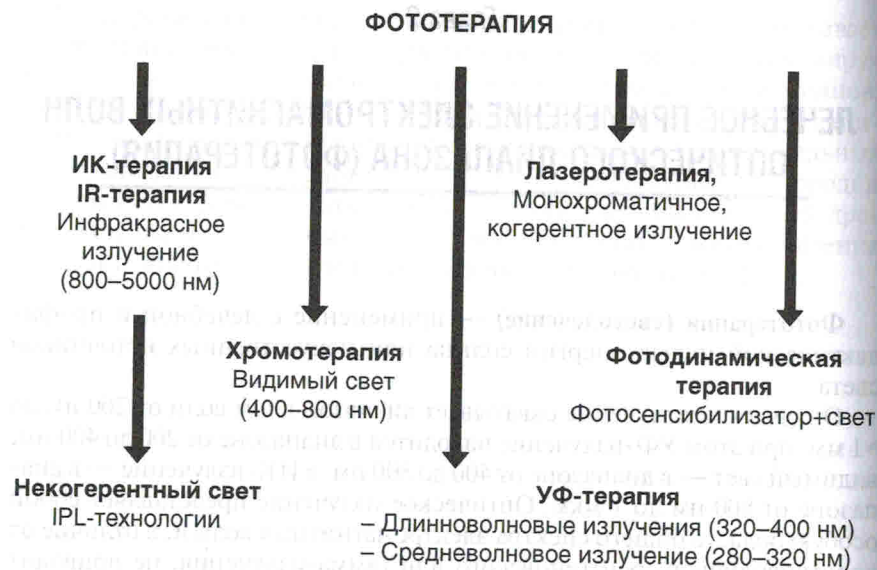 ФОТОТЕРАПИЯ
ИК-терапия
IR-терапия
Инфракрасное
излучение
(800–5000 нм)
Лазеротерапия,
Монохроматичное,
когерентное излучение
Хромотерапия
Видимый свет
(400–800 нм)
Фотодинамическая
терапия
Фотосенсибилизатор+свет
Некогерентный свет
IPL-технологии
УФ-терапия
– Длинноволновые излучения (320–400 нм)
– Средневолновое излучения (280–320 нм)